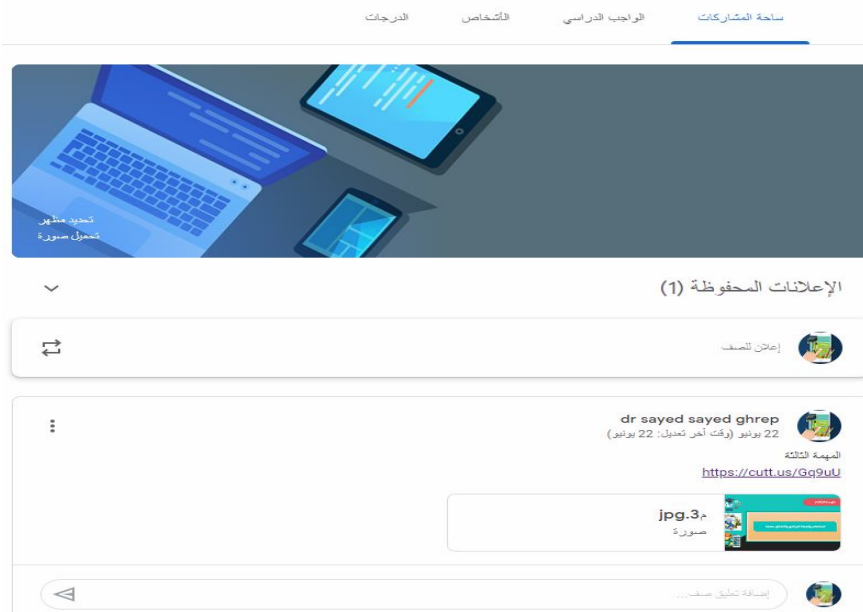 ساحة المشاركات الواجب الدراسي الأشخاص الدرجات
تحديد مظهر
تحميل صورة
الإعلانات المحفوظة (1)
إعلان للصف
dr sayed sayed ghrep
22 يونيو (وقت آخر تعديل: 22 يونيو)
المهمة الثالثة
https://cutt.us/Gq9uU
م3.jpg
صورة
إضافة تعليق صف...